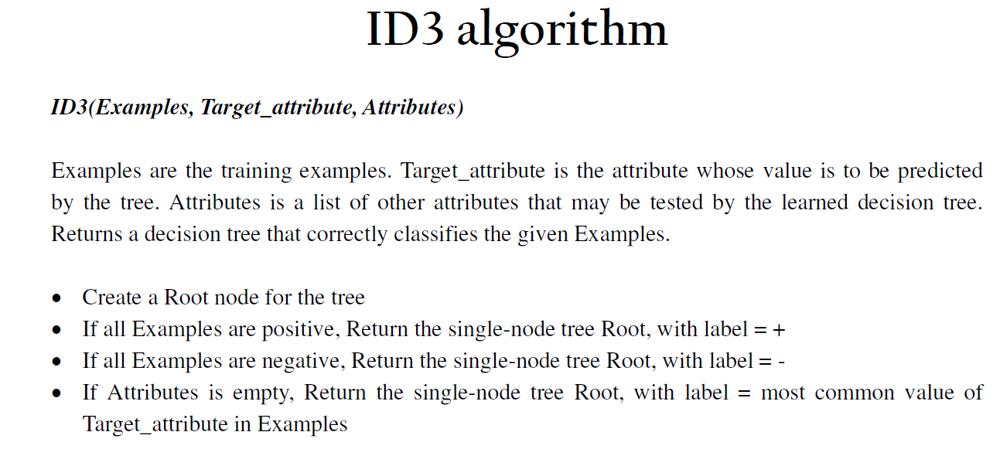 ID3 algorithm
ID3(Examples, Target_attribute, Attributes)
Examples are the training examples. Target_attribute is the attribute whose value is to be predicted
by the tree. Attributes is a list of other attributes that may be tested by the learned decision tree.
Returns a decision tree that correctly classifies the given Examples.
• Create a Root node for the tree
• If all Examples are positive, Return the single-node tree Root, with label = +
• If all Examples are negative, Return the single-node tree Root, with label = -
• If Attributes is empty, Return the single-node tree Root, with label = most common value of
Target_attribute in Examples